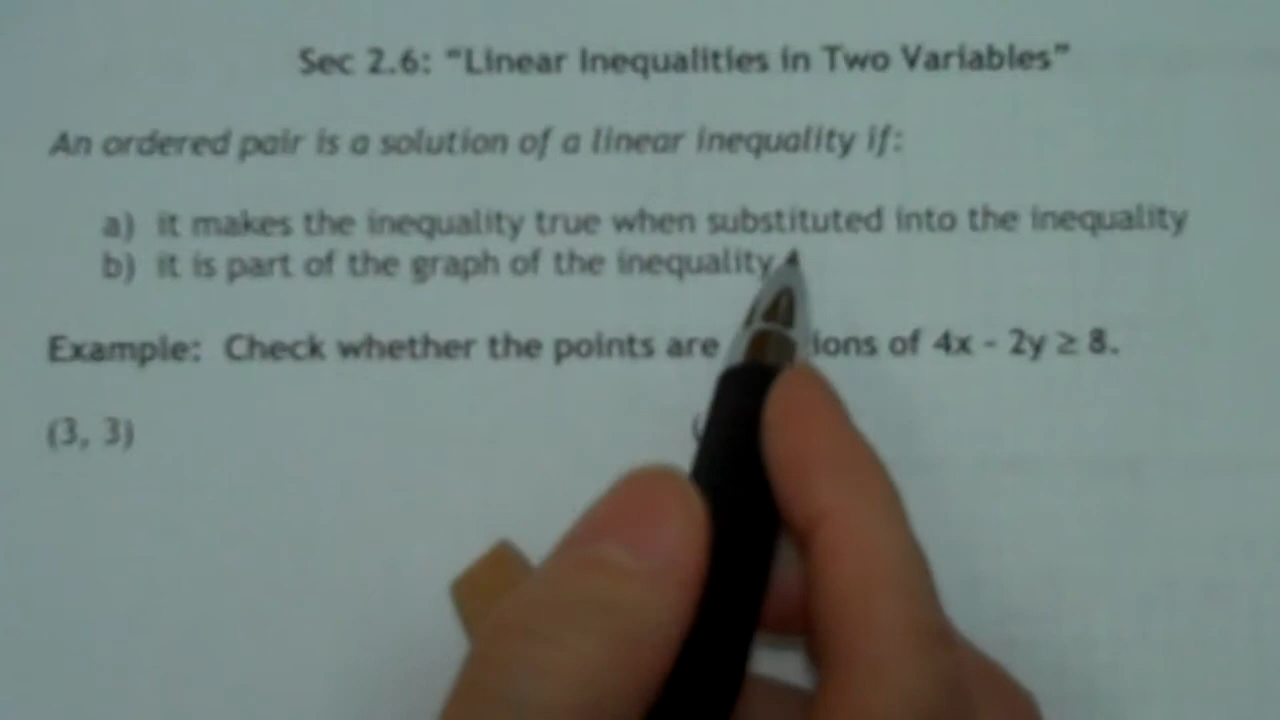 Sec 2.6: “Linear Inequalities in Two Variables”
An ordered pair is a solution of a linear inequality if:
a) it makes the inequality true when substituted into the inequality
b) it is part of the graph of the inequality
Example: Check whether the points are ions of 4x - 2y ≥ 8.
(3, 3) (